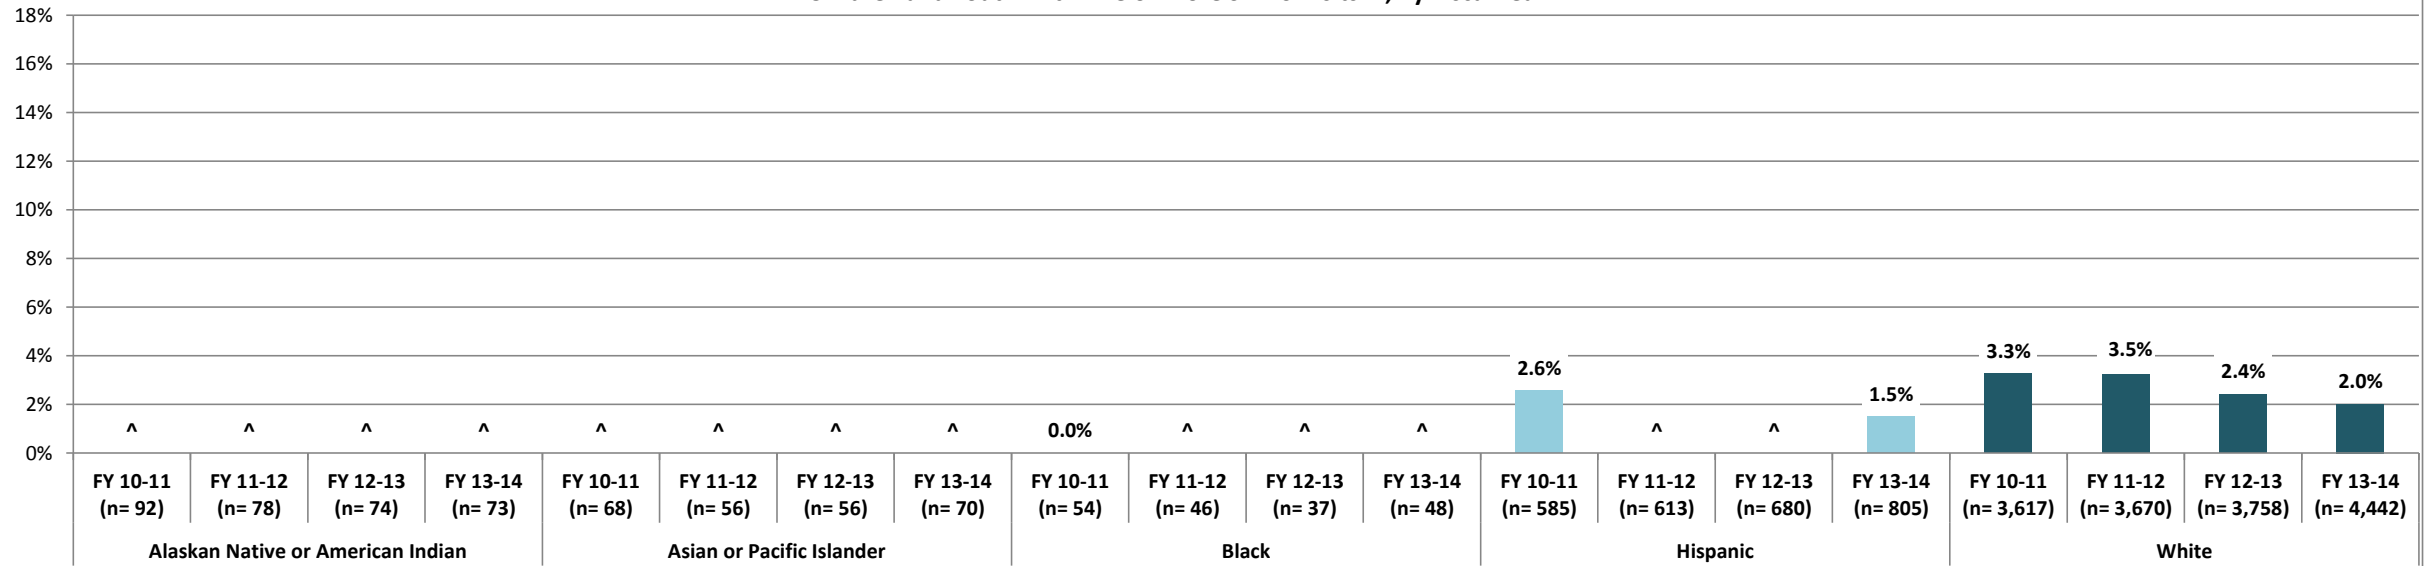 18%
16%
14%
12%
10%
8%
6%
4%
2%
0%
^ ^ ^ ^ ^ ^ ^ ^ 0.0% ^ ^ ^ 2.6% ^ ^ 1.5% 3.3% 3.5% 2.4% 2.0%
FY 10-11 FY 11-12 FY 12-13 FY 13-14 FY 10-11 FY 11-12 FY 12-13 FY 13-14 FY 10-11 FY 11-12 FY 12-13 FY 13-14 FY 10-11 FY 11-12 FY 12-13 FY 13-14 FY 10-11 FY 11-12 FY 12-13 FY 13-14
(n= 92) (n= 78) (n= 74) (n= 73) (n= 68) (n= 56) (n= 56) (n= 70) (n= 54) (n= 46) (n= 37) (n= 48) (n= 585) (n= 613) (n= 680) (n= 805) (n= 3,617) (n= 3,670) (n= 3,758) (n= 4,442)
Alaskan Native or American Indian Asian or Pacific Islander Black Hispanic White